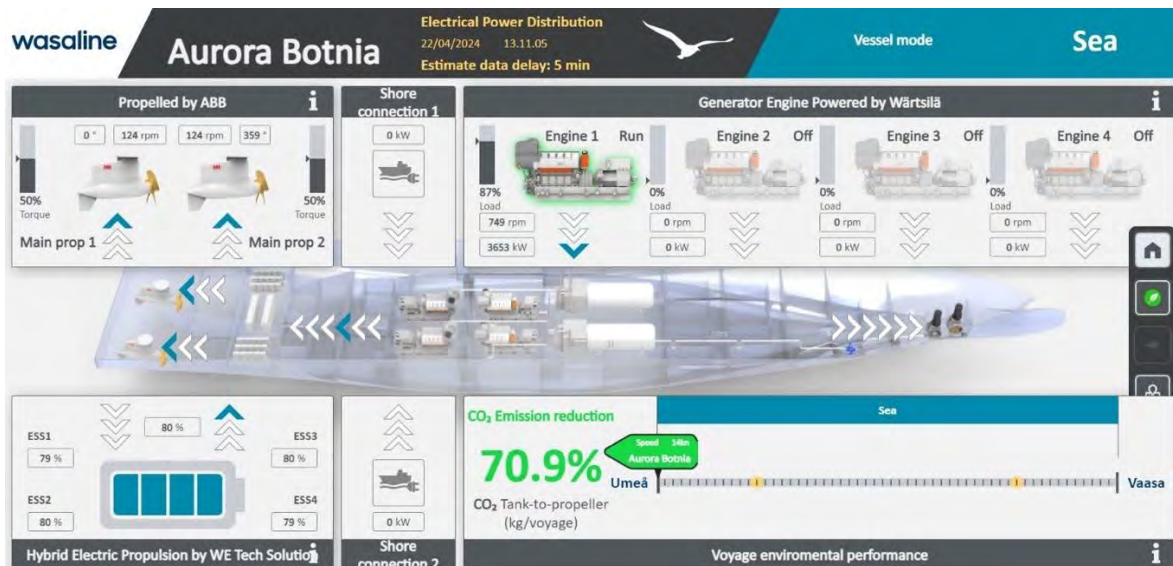 wasaline
Aurora Botnia
Electrical Power Distribution
22/04/2024 13.11.05
Estimate data delay: 5 min
Vessel mode
Sea
Propelled by ABB
0 ° 124 rpm 124 rpm 359 °
50%
Torque
50%
Torque
Main prop 1
Main prop 2
Shore
connection 1
0 kW
Generator Engine Powered by Wärtsilä
Engine 1 Run
87%
Load
749 rpm
3653 kW
Engine 2 Off
0%
Load
0 rpm
0 kW
Engine 3 Off
0%
Load
0 rpm
0 kW
Engine 4 Off
0%
Load
0 rpm
0 kW
80 %
ESS1
79 %
ESS2
80 %
ESS3
80 %
ESS4
79 %
Hybrid Electric Propulsion by WE Tech Solution
0 kW
Shore
connection 2
CO₂ Emission reduction
70.9%
CO₂ Tank-to-propeller
(kg/voyage)
Sea
Speed 14kn
Aurora Botnia
Umeå
Vaasa
Voyage enviromental performance